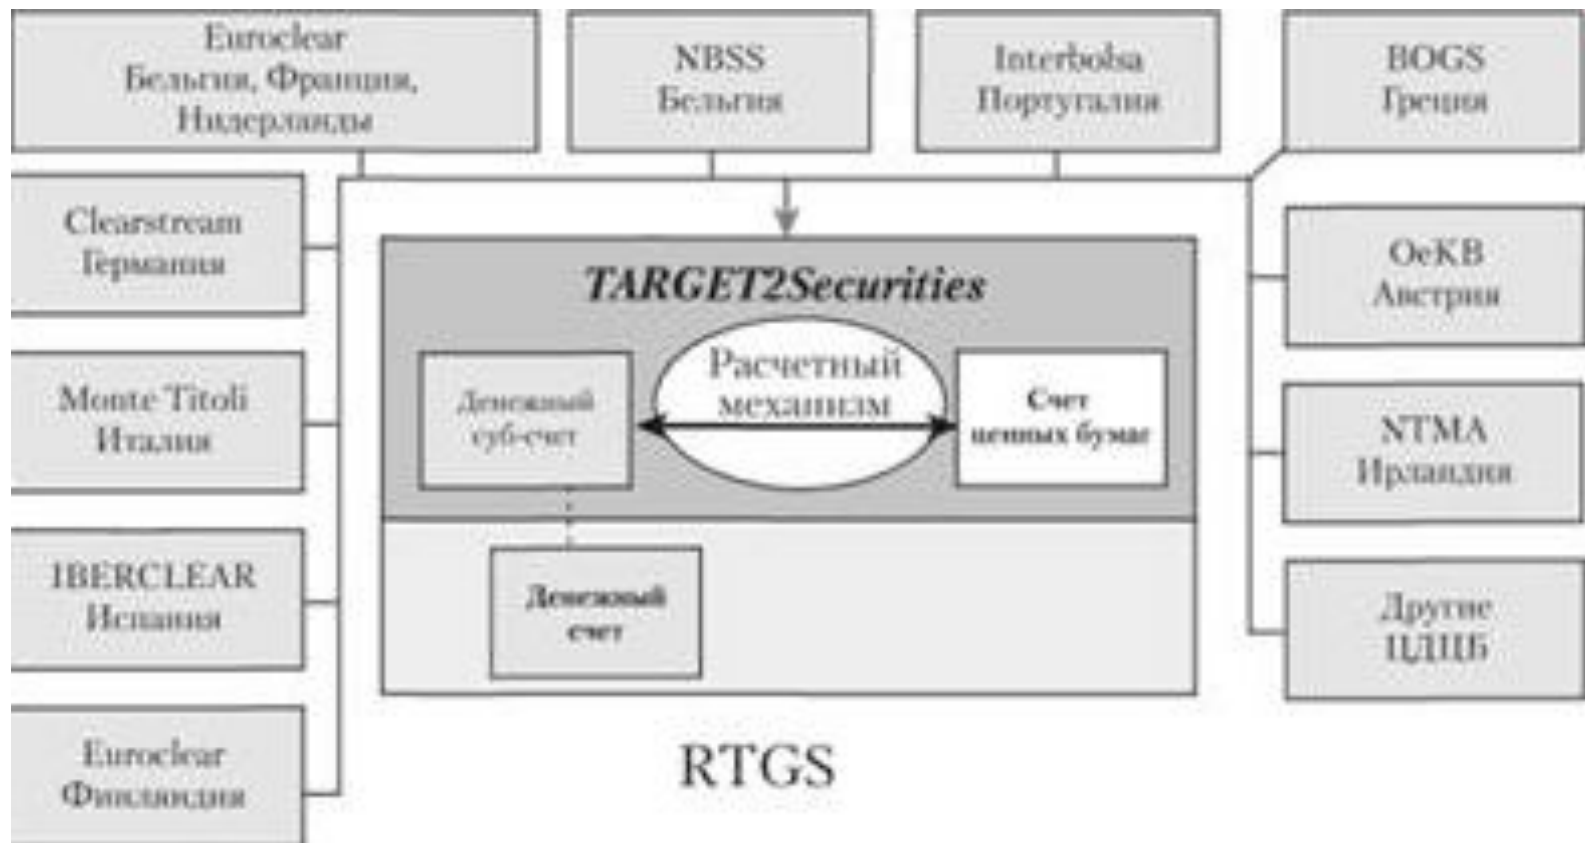 Euroclear
Бельгия, Франция,
Нидерланды
NBSS
Бельгия
Interbolsa
Португалия
BOGS
Греция
Clearstream
Германия
TARGET2Securities
OeKB
Австрия
Денежный
суб-счет
Расчетный
механизм
Счет
ценных бумаг
Monte Titoli
Италия
NTMA
Ирландия
IBERCLEAR
Испания
Денежный
счет
Другие
ЦДЦБ
Euroclear
Финляндия
RTGS